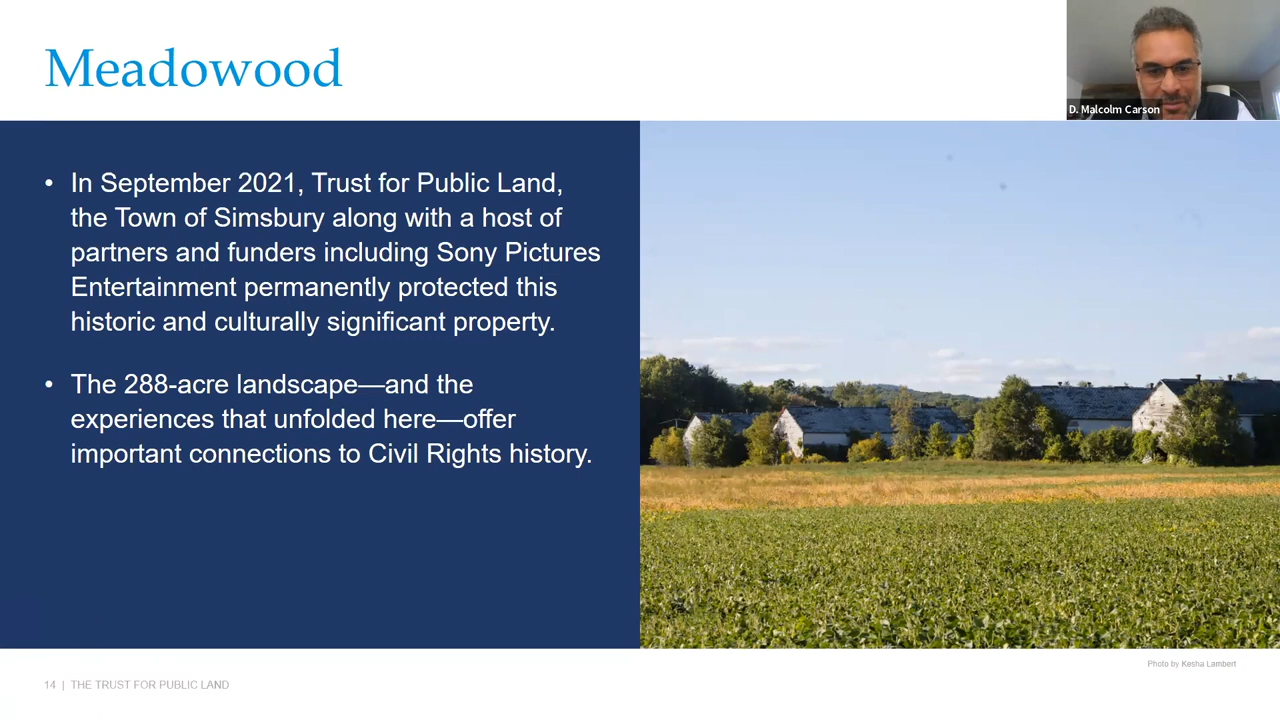 Meadowood
D. Malcolm Carson
• In September 2021, Trust for Public Land,
the Town of Simsbury along with a host of
partners and funders including Sony Pictures
Entertainment permanently protected this
historic and culturally significant property.
• The 288-acre landscape—and the
experiences that unfolded here—offer
important connections to Civil Rights history.
Photo by Kesha Lambert
14 | THE TRUST FOR PUBLIC LAND